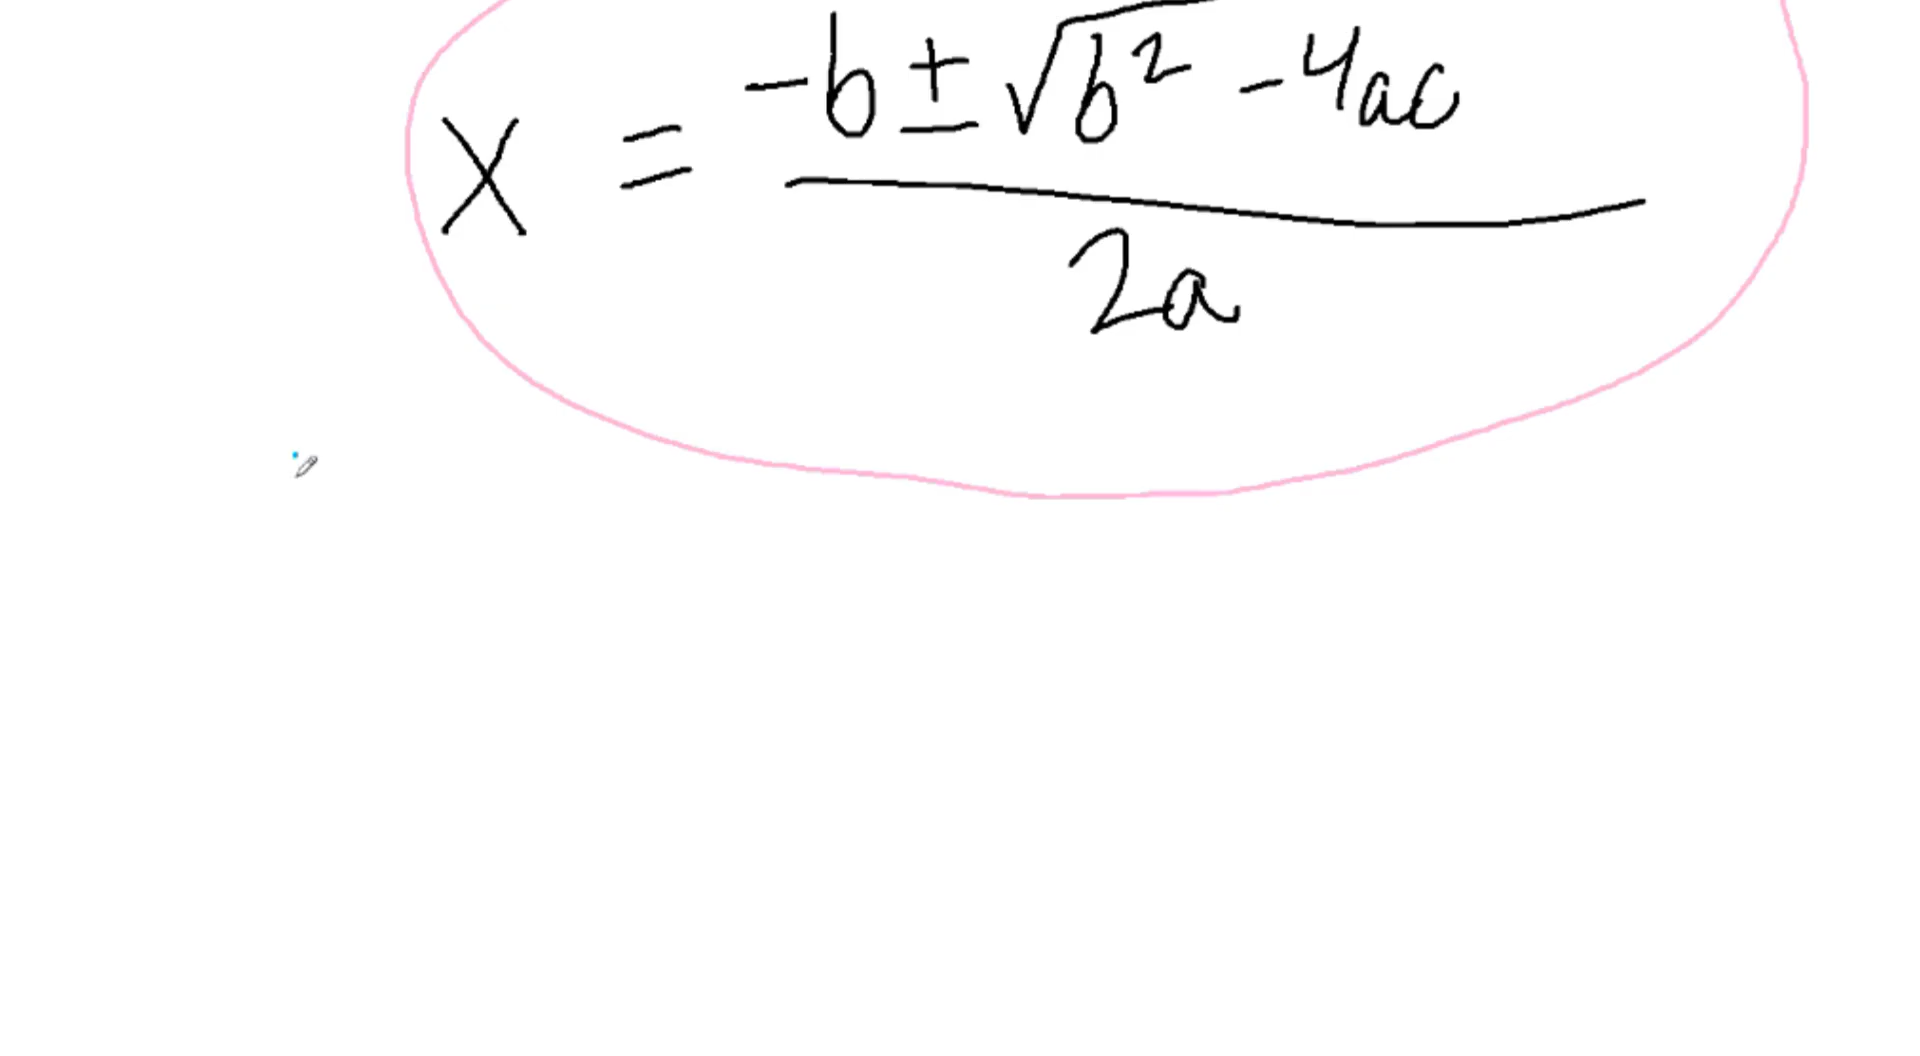 x = (-b ± √(b² - 4ac)) / 2a